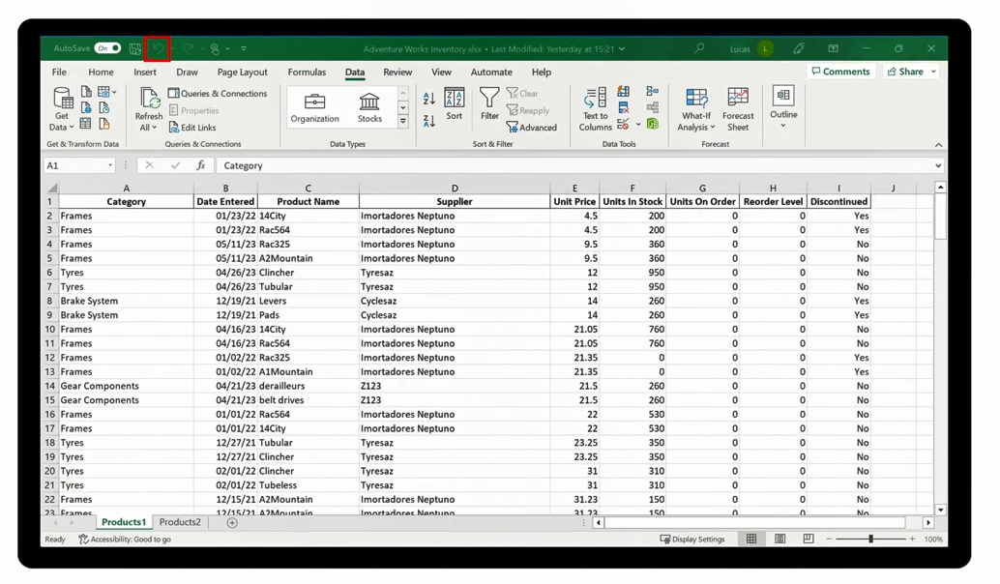 AutoSave On Adventure Works Inventory.xlsx • Last Modified: Yesterday at 15:21 Lucas L
File Home Insert Draw Page Layout Formulas Data Review View Automate Help Comments Share
Get Data Refresh All Queries & Connections Properties Edit Links Organization Stocks Sort Filter Clear Reapply Advanced Text to Columns What-If Analysis Forecast Sheet Outline
Get & Transform Data Queries & Connections Data Types Sort & Filter Data Tools Forecast
A1 fx Category
A B C D E F G H I J
1 Category Date Entered Product Name Supplier Unit Price Units In Stock Units On Order Reorder Level Discontinued
2 Frames 01/23/22 14City Imortadores Neptuno 4.5 200 0 0 Yes
3 Frames 01/23/22 Rac564 Imortadores Neptuno 4.5 200 0 0 Yes
4 Frames 05/11/23 Rac325 Imortadores Neptuno 9.5 360 0 0 No
5 Frames 05/11/23 A2Mountain Imortadores Neptuno 9.5 360 0 0 No
6 Tyres 04/26/23 Clincher Tyresaz 12 950 0 0 No
7 Tyres 04/26/23 Tubular Tyresaz 12 950 0 0 No
8 Brake System 12/19/21 Levers Cyclesaz 14 260 0 0 Yes
9 Brake System 12/19/21 Pads Cyclesaz 14 260 0 0 Yes
10 Frames 04/16/23 14City Imortadores Neptuno 21.05 760 0 0 No
11 Frames 04/16/23 Rac564 Imortadores Neptuno 21.05 760 0 0 No
12 Frames 01/02/22 Rac325 Imortadores Neptuno 21.35 0 0 0 Yes
13 Frames 01/02/22 A1Mountain Imortadores Neptuno 21.35 0 0 0 Yes
14 Gear Components 04/21/23 derailleurs Z123 21.5 260 0 0 No
15 Gear Components 04/21/23 belt drives Z123 21.5 260 0 0 No
16 Frames 01/01/22 Rac564 Imortadores Neptuno 22 530 0 0 No
17 Frames 01/01/22 14City Imortadores Neptuno 22 530 0 0 No
18 Tyres 12/27/21 Tubular Tyresaz 23.25 350 0 0 No
19 Tyres 12/27/21 Clincher Tyresaz 23.25 350 0 0 No
20 Tyres 02/01/22 Clincher Tyresaz 31 310 0 0 No
21 Tyres 02/01/22 Tubeless Tyresaz 31 310 0 0 No
22 Frames 12/15/21 A2Mountain Imortadores Neptuno 31.23 150 0 0 No
23 Frames 12/15/21 A2Mountain Imortadores Neptuno 31.23 150 0 0 No
Products1 Products2
Ready Accessibility: Good to go Display Settings 100%